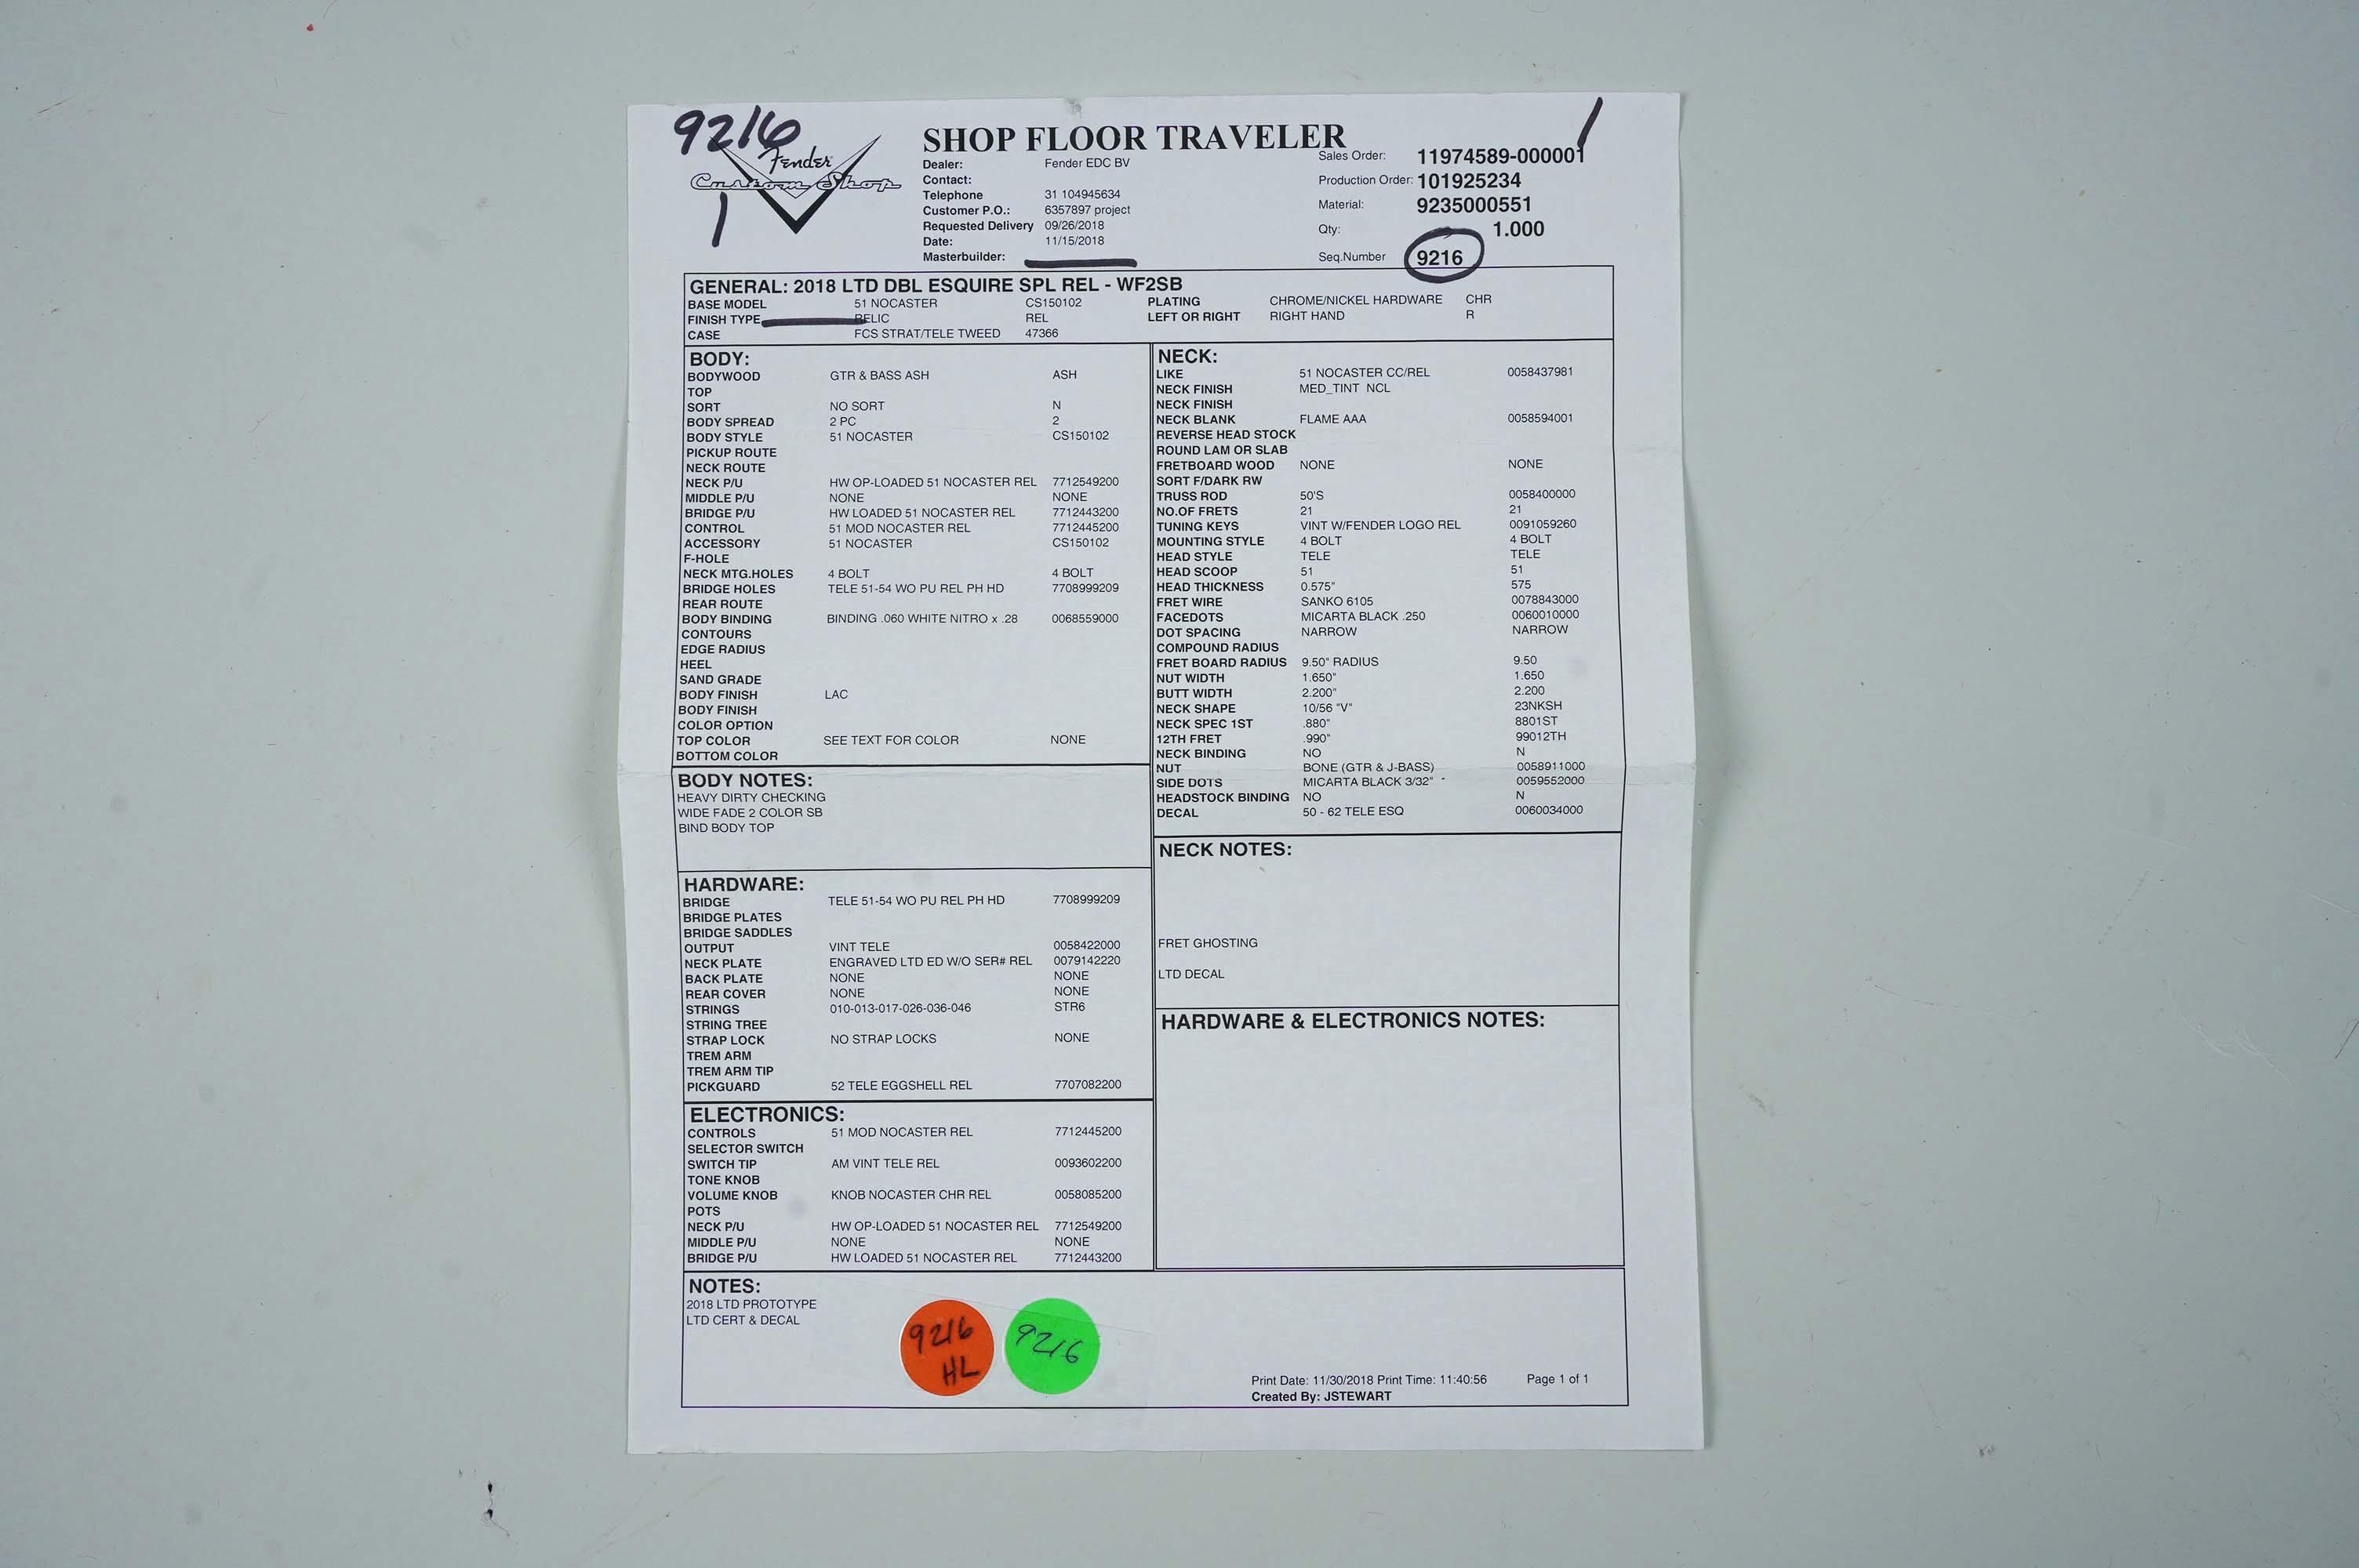 9216
Fender
Custom Shop
1
SHOP FLOOR TRAVELER
1
Dealer: Fender EDC BV
Contact:
Telephone 31 104945634
Customer P.O.: 6357897 project
Requested Delivery 09/26/2018
Date: 11/15/2018
Masterbuilder:
Sales Order: 11974589-000001
Production Order: 101925234
Material: 9235000551
Qty: 1.000
Seq.Number 9216
GENERAL: 2018 LTD DBL ESQUIRE SPL REL - WF2SB
BASE MODEL 51 NOCASTER CS150102 PLATING CHROME/NICKEL HARDWARE CHR
FINISH TYPE RELIC REL LEFT OR RIGHT RIGHT HAND R
CASE FCS STRAT/TELE TWEED 47366
BODY:
BODYWOOD GTR & BASS ASH ASH
TOP
SORT NO SORT N
BODY SPREAD 2 PC 2
BODY STYLE 51 NOCASTER CS150102
PICKUP ROUTE
NECK ROUTE
NECK P/U HW OP-LOADED 51 NOCASTER REL 7712549200
MIDDLE P/U NONE NONE
BRIDGE P/U HW LOADED 51 NOCASTER REL 7712443200
CONTROL 51 MOD NOCASTER REL 7712445200
ACCESSORY 51 NOCASTER CS150102
F-HOLE
NECK MTG.HOLES 4 BOLT 4 BOLT
BRIDGE HOLES TELE 51-54 WO PU REL PH HD 7708999209
REAR ROUTE
BODY BINDING BINDING .060 WHITE NITRO x .28 0068559000
CONTOURS
EDGE RADIUS
HEEL
SAND GRADE
BODY FINISH LAC
BODY FINISH
COLOR OPTION
TOP COLOR SEE TEXT FOR COLOR NONE
BOTTOM COLOR
BODY NOTES:
HEAVY DIRTY CHECKING
WIDE FADE 2 COLOR SB
BIND BODY TOP
HARDWARE:
BRIDGE TELE 51-54 WO PU REL PH HD 7708999209
BRIDGE PLATES
BRIDGE SADDLES
OUTPUT VINT TELE 0058422000
NECK PLATE ENGRAVED LTD ED W/O SER# REL 0079142220
BACK PLATE NONE NONE
REAR COVER NONE NONE
STRINGS 010-013-017-026-036-046 STR6
STRING TREE
STRAP LOCK NO STRAP LOCKS NONE
TREM ARM
TREM ARM TIP
PICKGUARD 52 TELE EGGSHELL REL 7707082200
ELECTRONICS:
CONTROLS 51 MOD NOCASTER REL 7712445200
SELECTOR SWITCH
SWITCH TIP AM VINT TELE REL 0093602200
TONE KNOB
VOLUME KNOB KNOB NOCASTER CHR REL 0058085200
POTS
NECK P/U HW OP-LOADED 51 NOCASTER REL 7712549200
MIDDLE P/U NONE NONE
BRIDGE P/U HW LOADED 51 NOCASTER REL 7712443200
NECK:
LIKE 51 NOCASTER CC/REL 0058437981
NECK FINISH MED_TINT NCL
NECK FINISH
NECK BLANK FLAME AAA 0058594001
REVERSE HEAD STOCK
ROUND LAM OR SLAB
FRETBOARD WOOD NONE NONE
SORT F/DARK RW
TRUSS ROD 50'S 0058400000
NO.OF FRETS 21 21
TUNING KEYS VINT W/FENDER LOGO REL 0091059260
MOUNTING STYLE 4 BOLT 4 BOLT
HEAD STYLE TELE TELE
HEAD SCOOP 51 51
HEAD THICKNESS 0.575" 575
FRET WIRE SANKO 6105 0078843000
FACEDOTS MICARTA BLACK .250 0060010000
DOT SPACING NARROW NARROW
COMPOUND RADIUS
FRET BOARD RADIUS 9.50" RADIUS 9.50
NUT WIDTH 1.650" 1.650
BUTT WIDTH 2.200" 2.200
NECK SHAPE 10/56 "V" 23NKSH
NECK SPEC 1ST .880" 8801ST
12TH FRET .990" 99012TH
NECK BINDING NO N
NUT BONE (GTR & J-BASS) 0058911000
SIDE DOTS MICARTA BLACK 3/32" 0059552000
HEADSTOCK BINDING NO N
DECAL 50 - 62 TELE ESQ 0060034000
NECK NOTES:
FRET GHOSTING
LTD DECAL
HARDWARE & ELECTRONICS NOTES:
NOTES:
2018 LTD PROTOTYPE
LTD CERT & DECAL
9216
HL
9216
Print Date: 11/30/2018 Print Time: 11:40:56 Page 1 of 1
Created By: JSTEWART